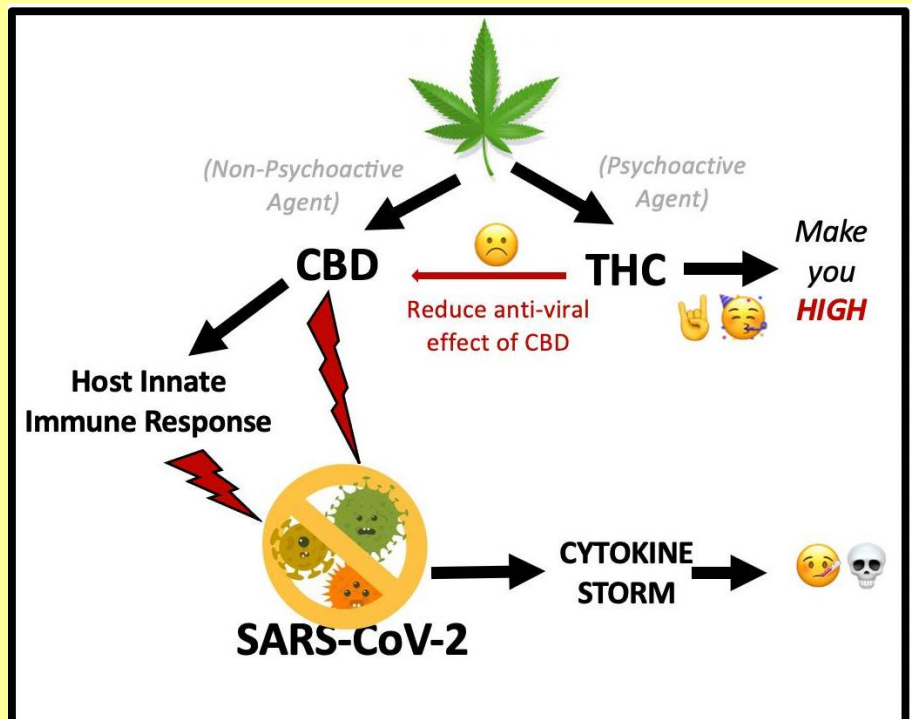 (Non-Psychoactive
Agent)
(Psychoactive
Agent)
CBD
THC
Make
you
HIGH
Reduce anti-viral
effect of CBD
Host Innate
Immune Response
CYTOKINE
STORM
SARS-CoV-2